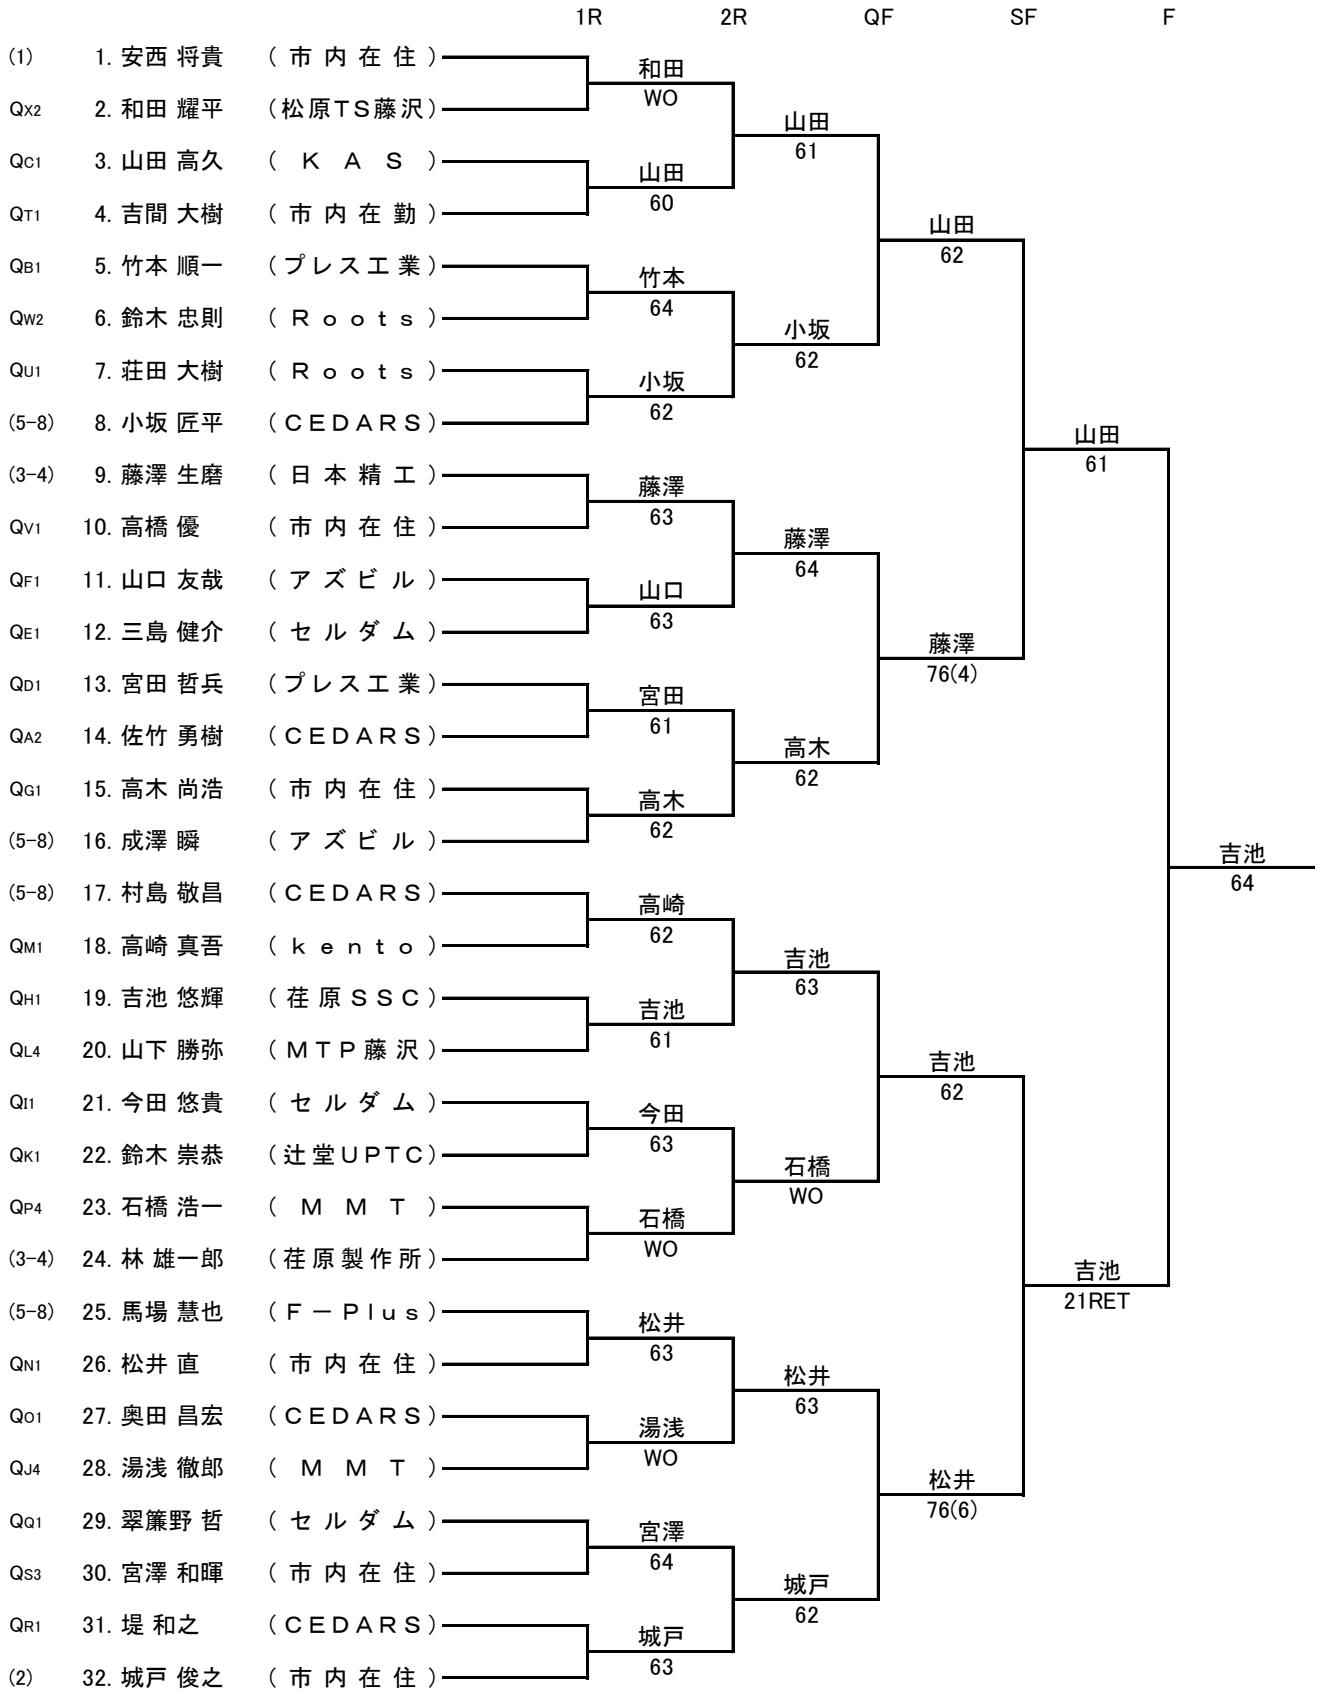 1R 2R QF SF F
(1) 1. 安西 将貴 (市内在住)
和田
WO
QX2 2. 和田 耀平 (松原TS藤沢)
山田
61
QC1 3. 山田 高久 (KAS)
山田
60
QT1 4. 吉間 大樹 (市内在勤)
山田
62
QB1 5. 竹本 順一 (プレス工業)
竹本
64
QW2 6. 鈴木 忠則 (Roots)
小坂
62
QU1 7. 荘田 大樹 (Roots)
小坂
62
(5-8) 8. 小坂 匠平 (CEDARS)
山田
61
(3-4) 9. 藤澤 生磨 (日本精工)
藤澤
63
QV1 10. 高橋 優 (市内在住)
藤澤
64
QF1 11. 山口 友哉 (アズビル)
山口
63
QE1 12. 三島 健介 (セルダム)
藤澤
76(4)
QD1 13. 宮田 哲兵 (プレス工業)
宮田
61
QA2 14. 佐竹 勇樹 (CEDARS)
高木
62
QG1 15. 高木 尚浩 (市内在住)
高木
62
(5-8) 16. 成澤 瞬 (アズビル)
吉池
64
(5-8) 17. 村島 敬昌 (CEDARS)
高崎
62
QM1 18. 高崎 真吾 (kento)
吉池
63
QH1 19. 吉池 悠輝 (荏原SSC)
吉池
61
QL4 20. 山下 勝弥 (MTP藤沢)
吉池
62
QI1 21. 今田 悠貴 (セルダム)
今田
63
QK1 22. 鈴木 崇恭 (辻堂UPTC)
石橋
WO
QP4 23. 石橋 浩一 (MMT)
石橋
WO
(3-4) 24. 林 雄一郎 (荏原製作所)
吉池
21RET
(5-8) 25. 馬場 慧也 (F-Plus)
松井
63
QN1 26. 松井 直 (市内在住)
松井
63
QO1 27. 奥田 昌宏 (CEDARS)
湯浅
WO
QJ4 28. 湯浅 徹郎 (MMT)
松井
76(6)
QQ1 29. 翠簾野 哲 (セルダム)
宮澤
64
QS3 30. 宮澤 和暉 (市内在住)
城戸
62
QR1 31. 堤 和之 (CEDARS)
城戸
63
(2) 32. 城戸 俊之 (市内在住)